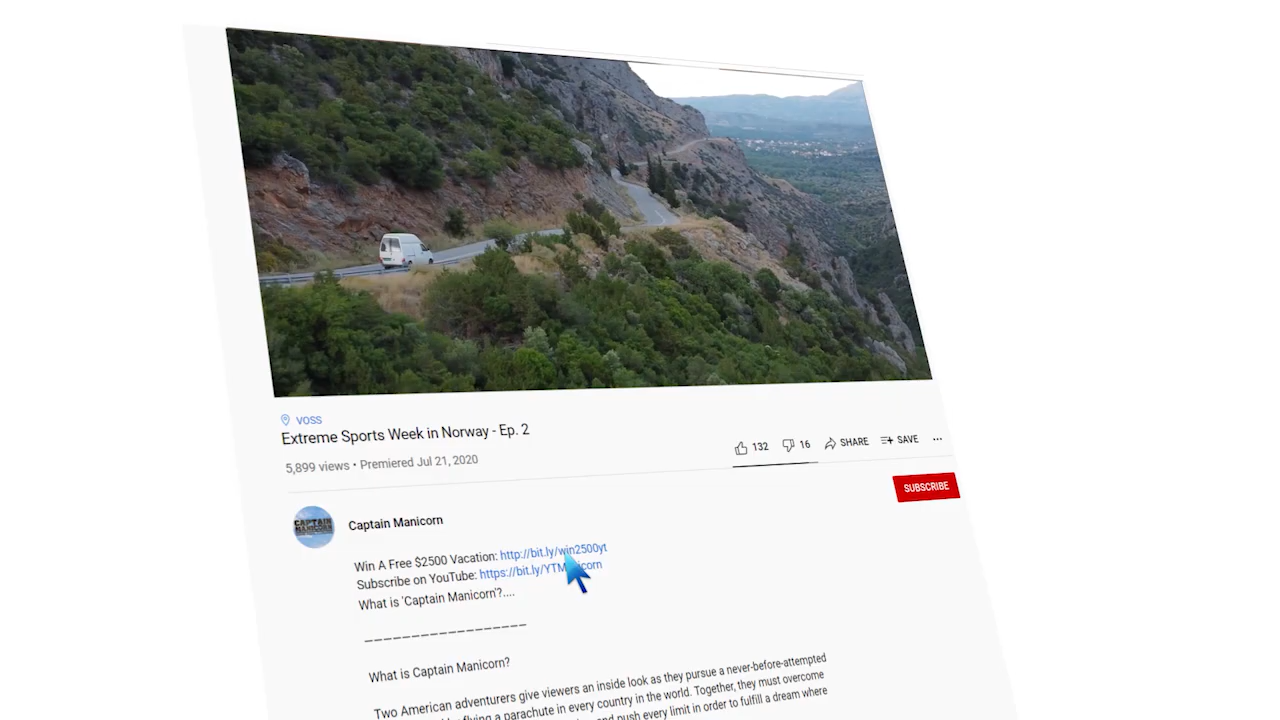 VOSS
Extreme Sports Week in Norway - Ep. 2
5,899 views • Premiered Jul 21, 2020
132 16 SHARE SAVE
SUBSCRIBE
CAPTAIN MANICORN
Captain Manicorn
Win A Free $2500 Vacation: http://bit.ly/win2500yt
Subscribe on YouTube:
What is 'Captain Manicorn'?....
__________________
What is Captain Manicorn?
Two American adventurers give viewers an inside look as they pursue a never-before-attempted
flying a parachute in every country in the world. Together, they must overcome
and push every limit in order to fulfill a dream where